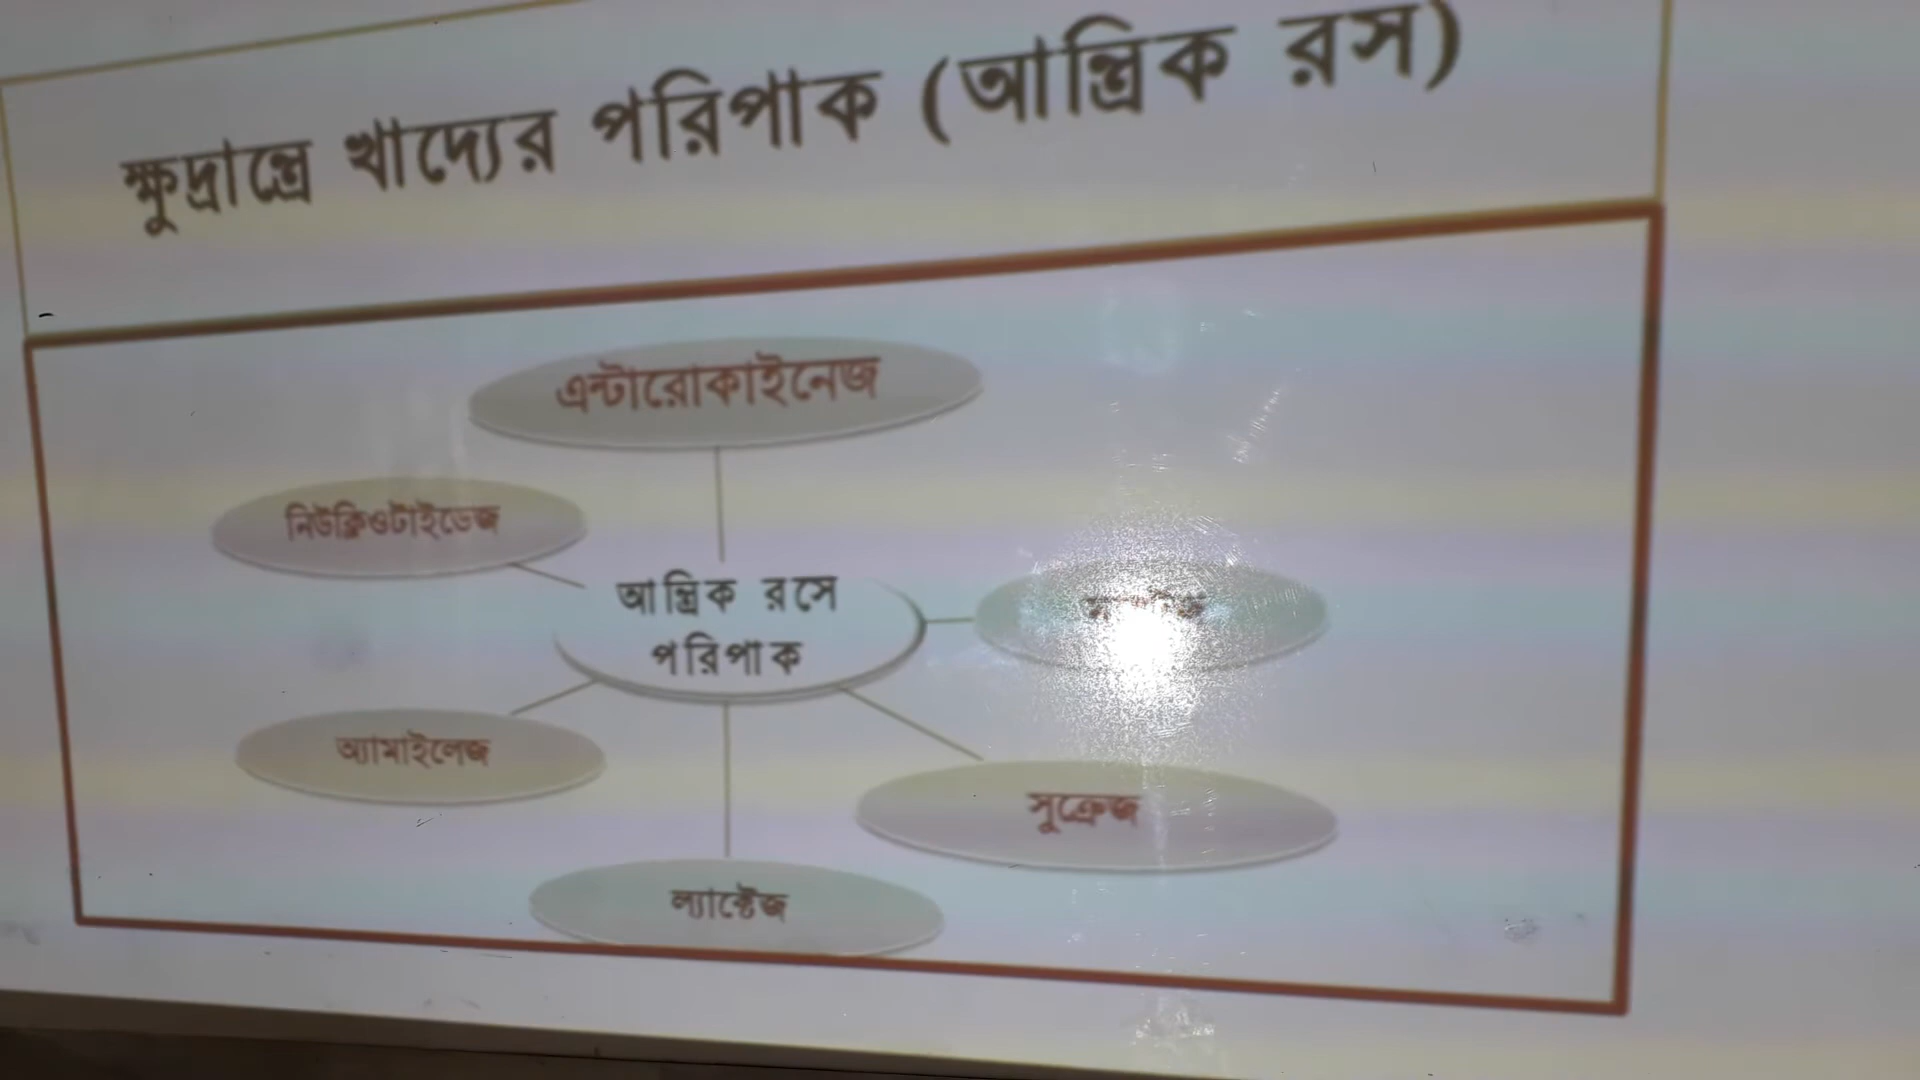 ক্ষুদ্রান্ত্রে খাদ্যের পরিপাক (আন্ত্রিক রস)
এন্টারোকাইনেজ
নিউক্লিওটাইডেজ
আন্ত্রিক রসে
পরিপাক
অ্যামাইলেজ
সুক্রেজ
ল্যাক্টেজ